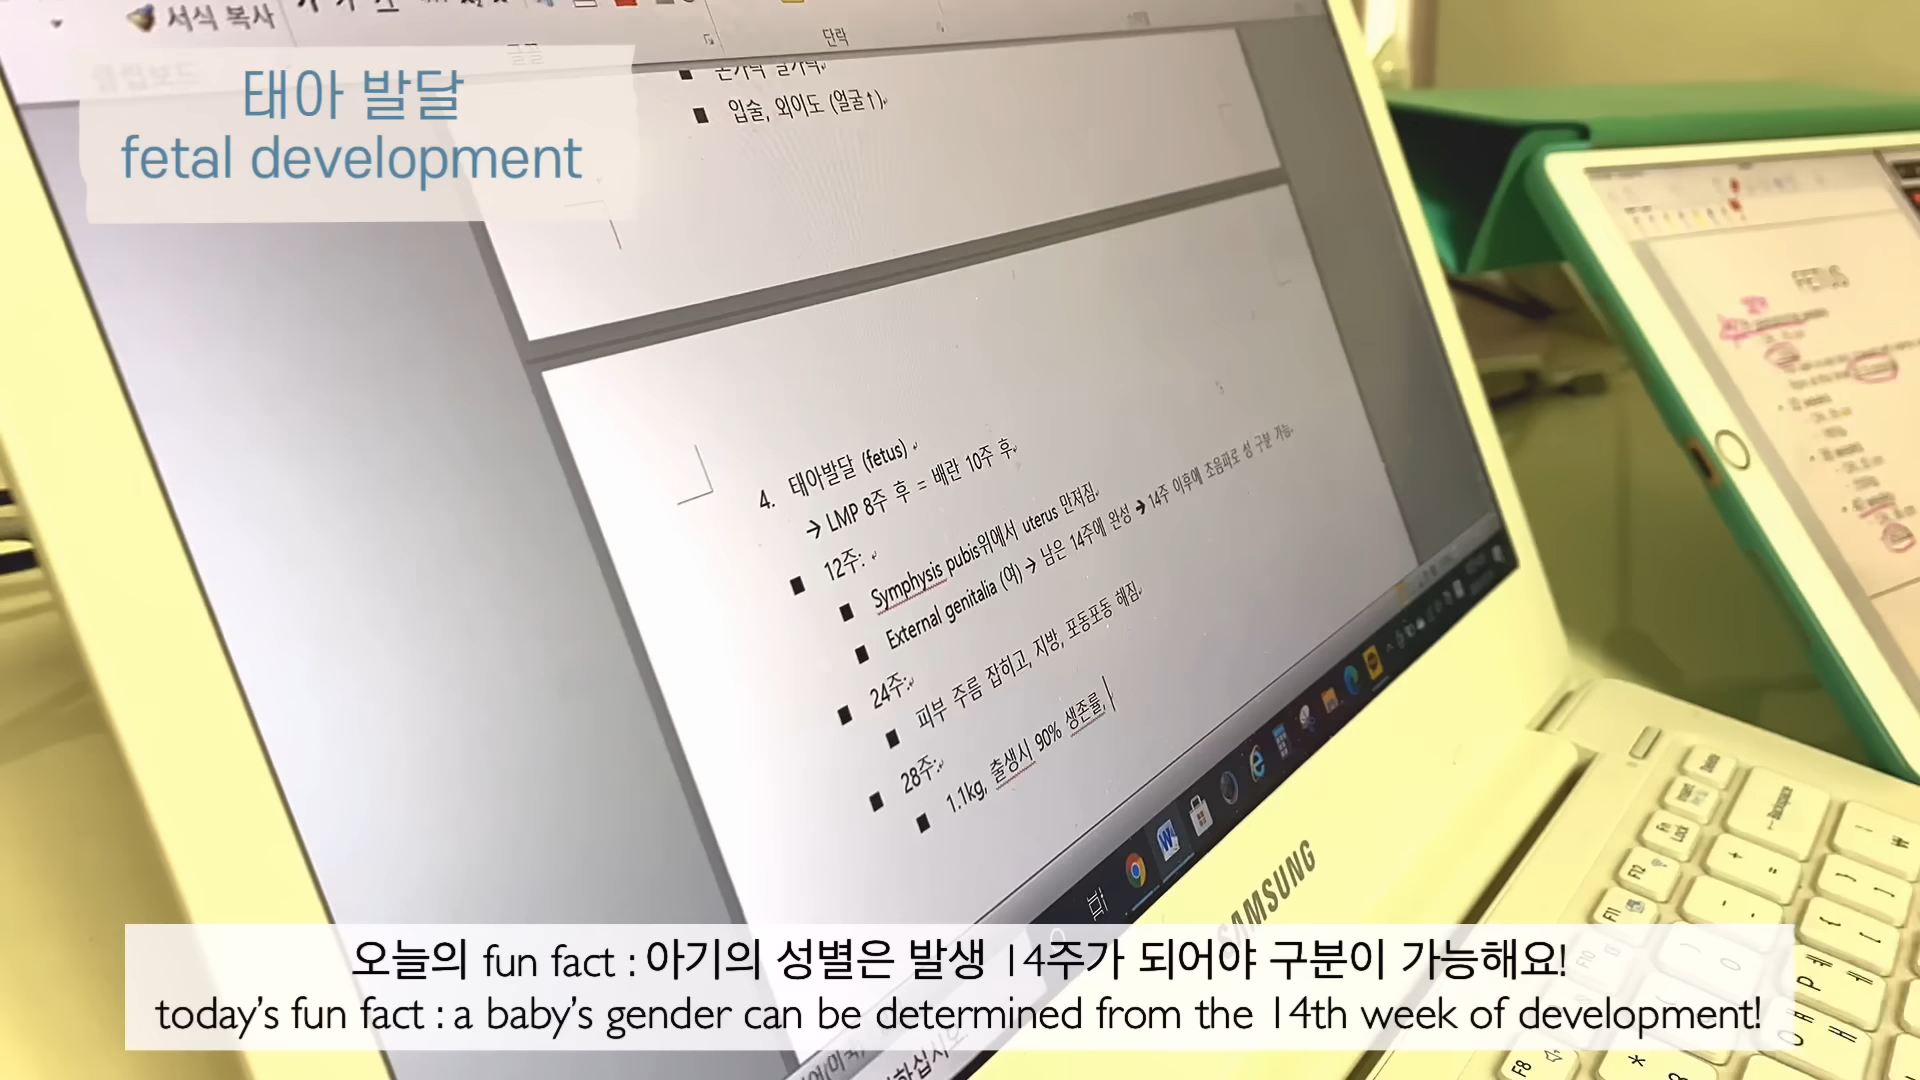 서식 복사
단락
태아 발달
fetal development
입술, 외이도 (얼굴↑)
4. 태아발달 (fetus)
→ LMP 8주 후 = 배란 10주 후
■ 12주:
■ Symphysis pubis위에서 uterus 만져짐.
■ External genitalia (여) → 남은 14주에 완성 → 14주 이후에 초음파로 성 구분 가능.
■ 24주:
■ 피부 주름 잡히고, 지방, 포동포동 해짐.
■ 28주:
■ 1.1kg, 출생시 90% 생존률,
FETUS
SAMSUNG
Backspace
Fn Lock
F12
F11
F8
오늘의 fun fact : 아기의 성별은 발생 14주가 되어야 구분이 가능해요!
today's fun fact : a baby's gender can be determined from the 14th week of development!